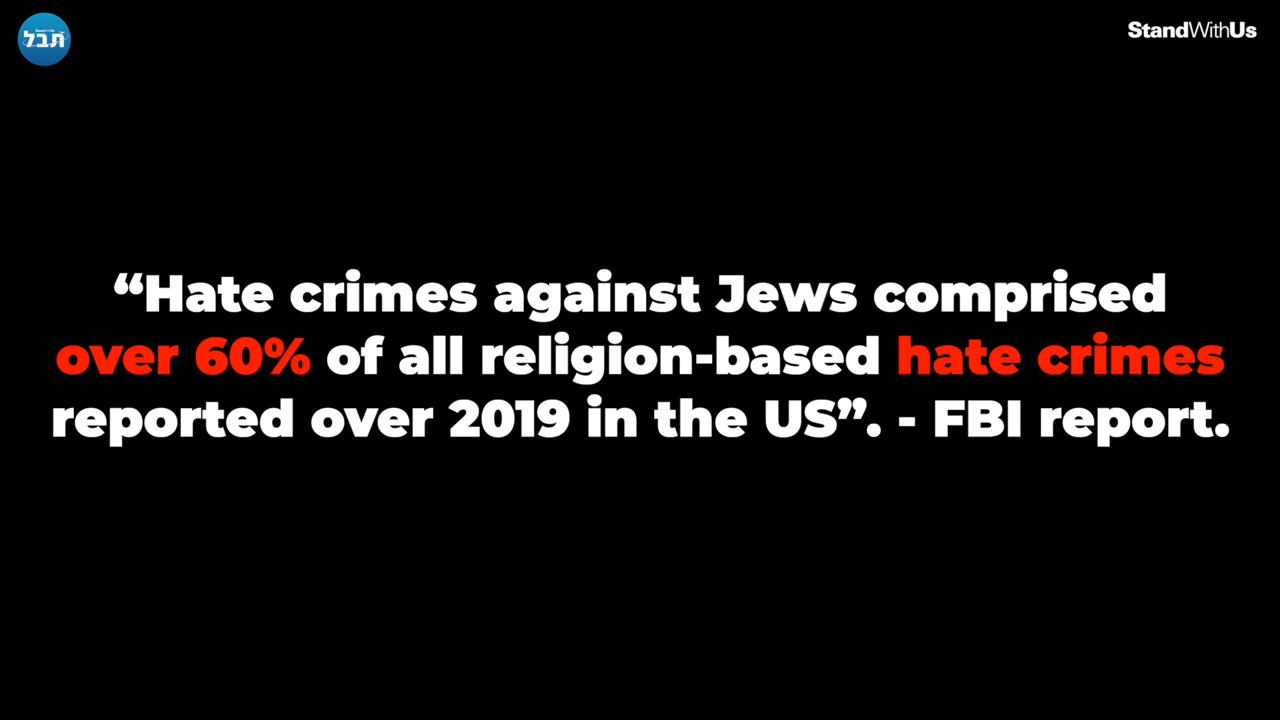 תבל
StandWithUs
“Hate crimes against Jews comprised
over 60% of all religion-based hate crimes
reported over 2019 in the US”. - FBI report.